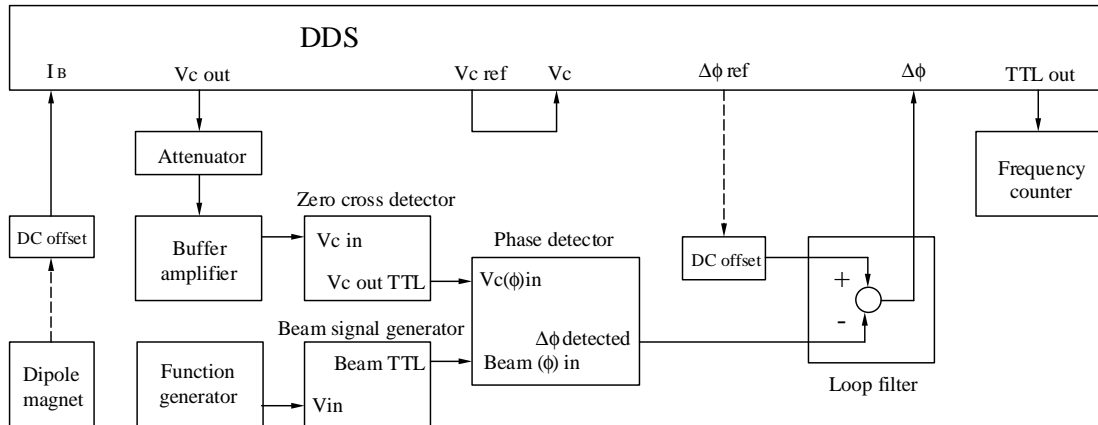 DDS
IB
Vc out
Vc ref
Vc
Δϕ ref
Δϕ
TTL out
Attenuator
Frequency
counter
Zero cross detector
DC offset
Buffer
amplifier
Vc in
Vc out TTL
Phase detector
Vc(ϕ)in
Δϕ detected
Beam (ϕ) in
DC offset
+
-
Loop filter
Beam signal generator
Beam TTL
Vin
Dipole
magnet
Function
generator